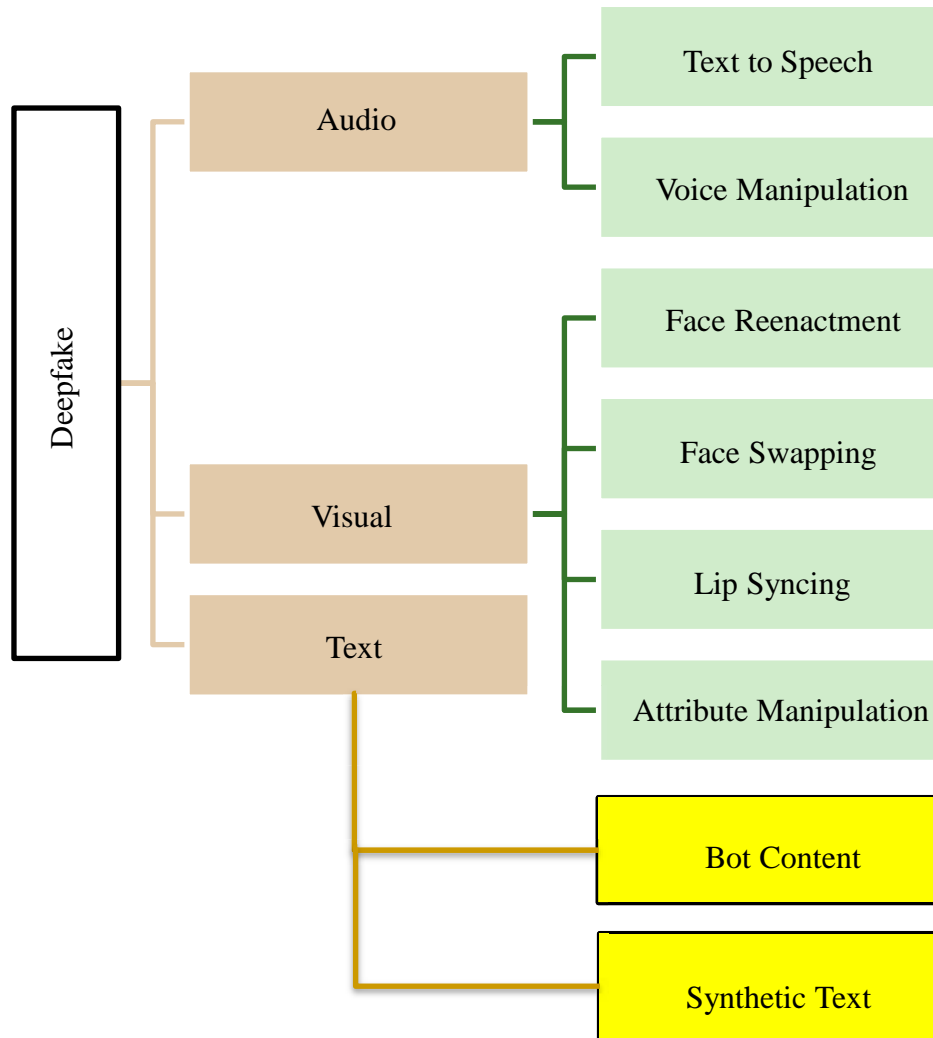 Deepfake
Audio
Text to Speech
Voice Manipulation
Visual
Face Reenactment
Face Swapping
Lip Syncing
Attribute Manipulation
Text
Bot Content
Synthetic Text